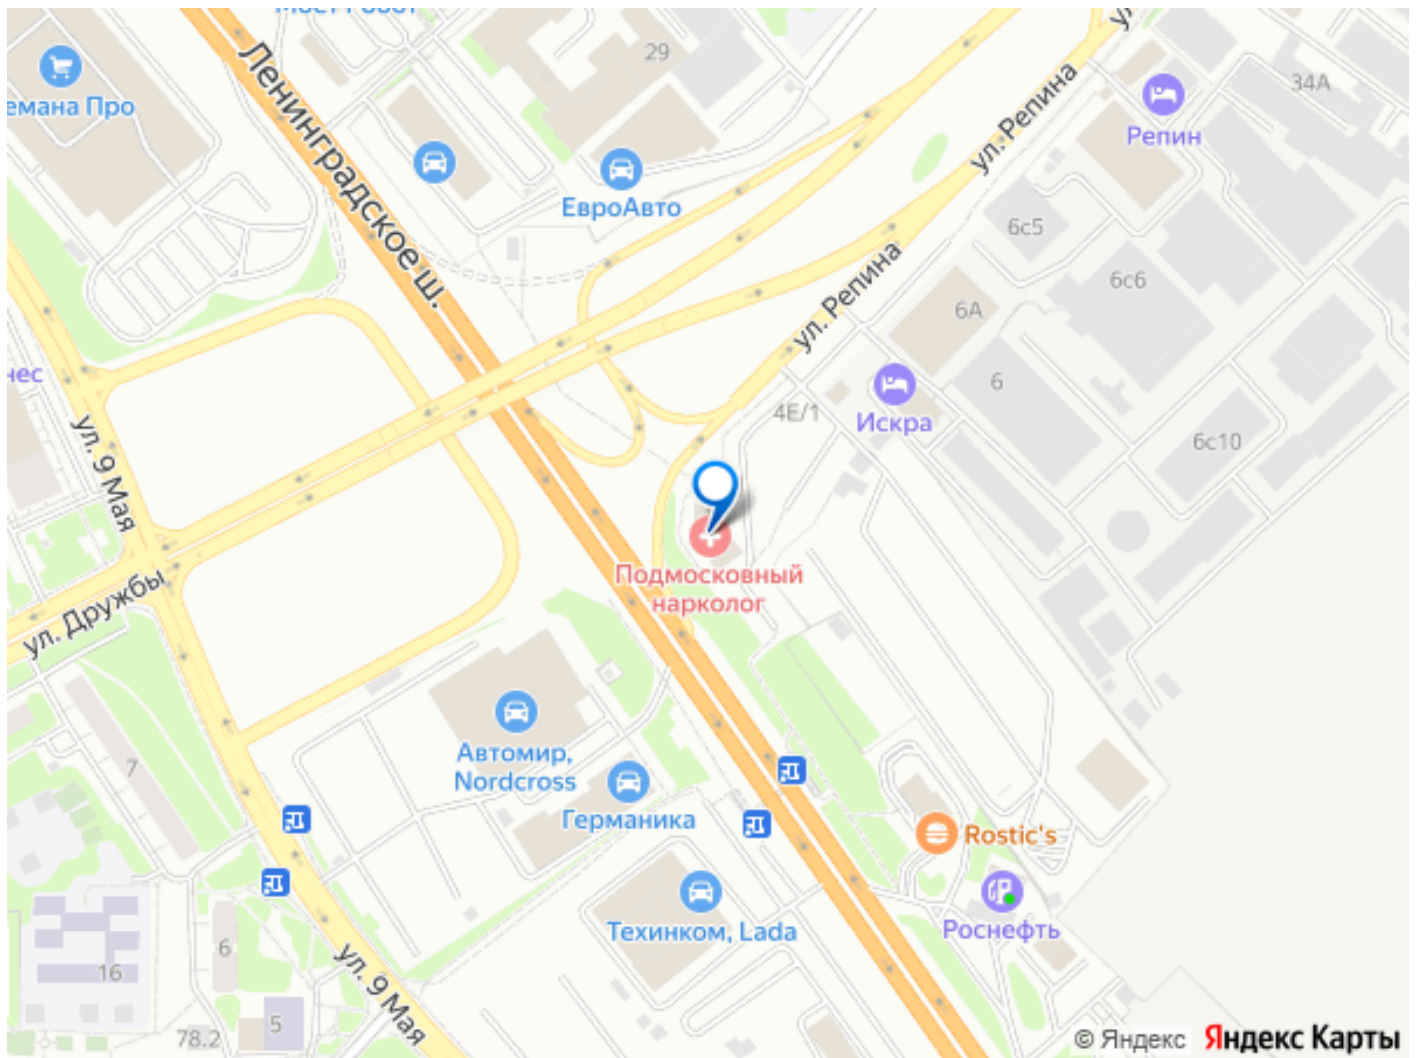 29
34А
емана Про
Репин
ул. Репина
ЕвроАвто
Ленинградское ш.
6с5
6с6
ул. Репина
6А
нес
6
4Е/1
Искра
6с10
ул. 9 Мая
Подмосковный
нарколог
ул. Дружбы
Автомир,
Nordcross
7
Германика
Rostic's
Техинком, Lada
Роснефть
6
16
ул. 9 Мая
5
78.2
© Яндекс Яндекс Карты